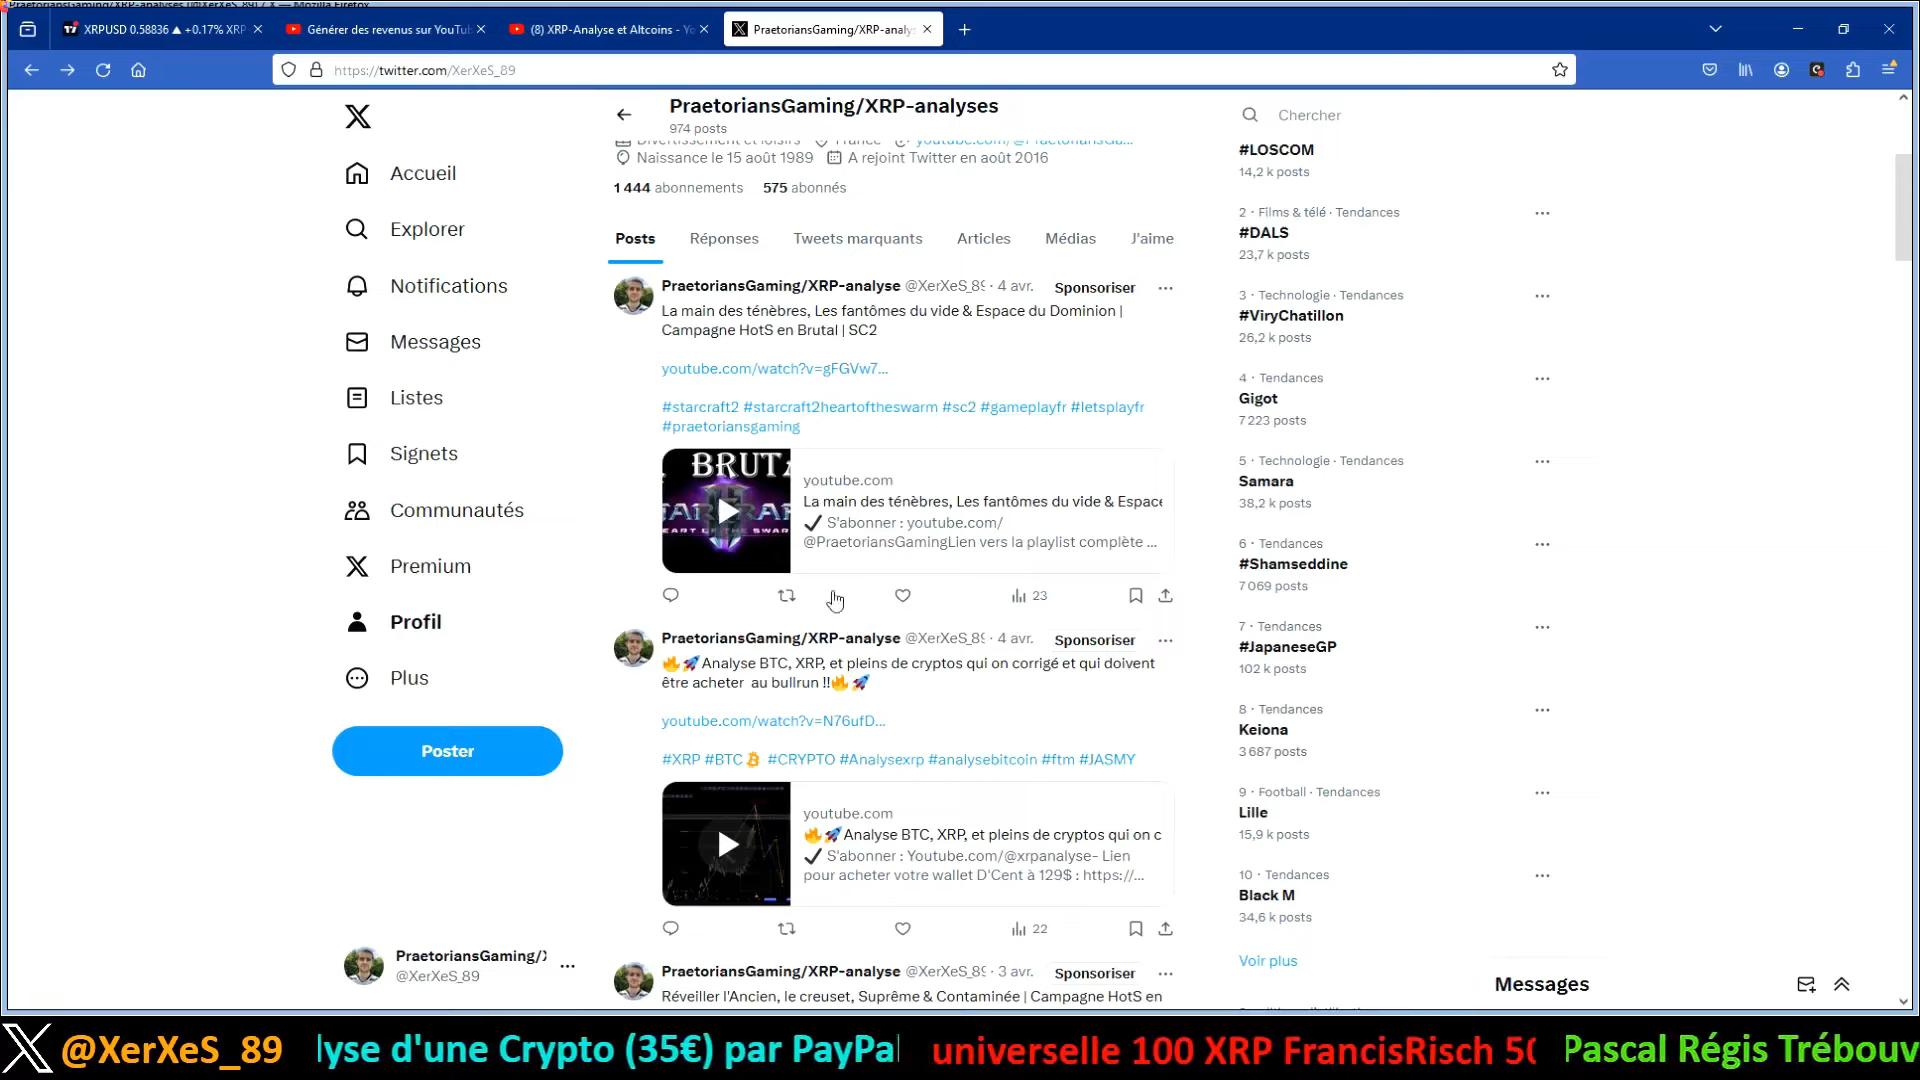 PraetoriansGaming/XRP-analyses (@XerXeS_89) / X — Mozilla Firefox
XRPUSD 0.58836 ▲ +0.17% XRP
Générer des revenus sur YouTub
(8) XRP-Analyse et Altcoins - Yo
PraetoriansGaming/XRP-analys
https://twitter.com/XerXeS_89
PraetoriansGaming/XRP-analyses
974 posts
Divertissement et loisirs France youtube.com/@PraetoriansGa...
Naissance le 15 août 1989 A rejoint Twitter en août 2016
1 444 abonnements 575 abonnés
Posts Réponses Tweets marquants Articles Médias J'aime
Accueil
Explorer
Notifications
Messages
Listes
Signets
Communautés
Premium
Profil
Plus
Poster
PraetoriansGaming/
@XerXeS_89
PraetoriansGaming/XRP-analyse @XerXeS_89 · 4 avr. Sponsoriser
La main des ténèbres, Les fantômes du vide & Espace du Dominion |
Campagne HotS en Brutal | SC2
youtube.com/watch?v=gFGVw7...
#starcraft2 #starcraft2heartoftheswarm #sc2 #gameplayfr #letsplayfr
#praetoriansgaming
BRUTA
youtube.com
La main des ténèbres, Les fantômes du vide & Espace
✔ S'abonner : youtube.com/
@PraetoriansGamingLien vers la playlist complète ...
23
PraetoriansGaming/XRP-analyse @XerXeS_89 · 4 avr. Sponsoriser
🔥🚀Analyse BTC, XRP, et pleins de cryptos qui on corrigé et qui doivent
être acheter au bullrun !!🔥🚀
youtube.com/watch?v=N76ufD...
#XRP #BTC #CRYPTO #Analysexrp #analysebitcoin #ftm #JASMY
youtube.com
🔥🚀Analyse BTC, XRP, et pleins de cryptos qui on c
✔ S'abonner : Youtube.com/@xrpanalyse- Lien
pour acheter votre wallet D'Cent à 129$ : https://...
22
PraetoriansGaming/XRP-analyse @XerXeS_89 · 3 avr. Sponsoriser
Réveiller l'Ancien, le creuset, Suprême & Contaminée | Campagne HotS en
Chercher
#LOSCOM
14,2 k posts
2 · Films & télé · Tendances
#DALS
23,7 k posts
3 · Technologie · Tendances
#ViryChatillon
26,2 k posts
4 · Tendances
Gigot
7 223 posts
5 · Technologie · Tendances
Samara
38,2 k posts
6 · Tendances
#Shamseddine
7 069 posts
7 · Tendances
#JapaneseGP
102 k posts
8 · Tendances
Keiona
3 687 posts
9 · Football · Tendances
Lille
15,9 k posts
10 · Tendances
Black M
34,6 k posts
Voir plus
Messages
@XerXeS_89 lyse d'une Crypto (35€) par PayPal universelle 100 XRP FrancisRisch 50 Pascal Régis Trébouv